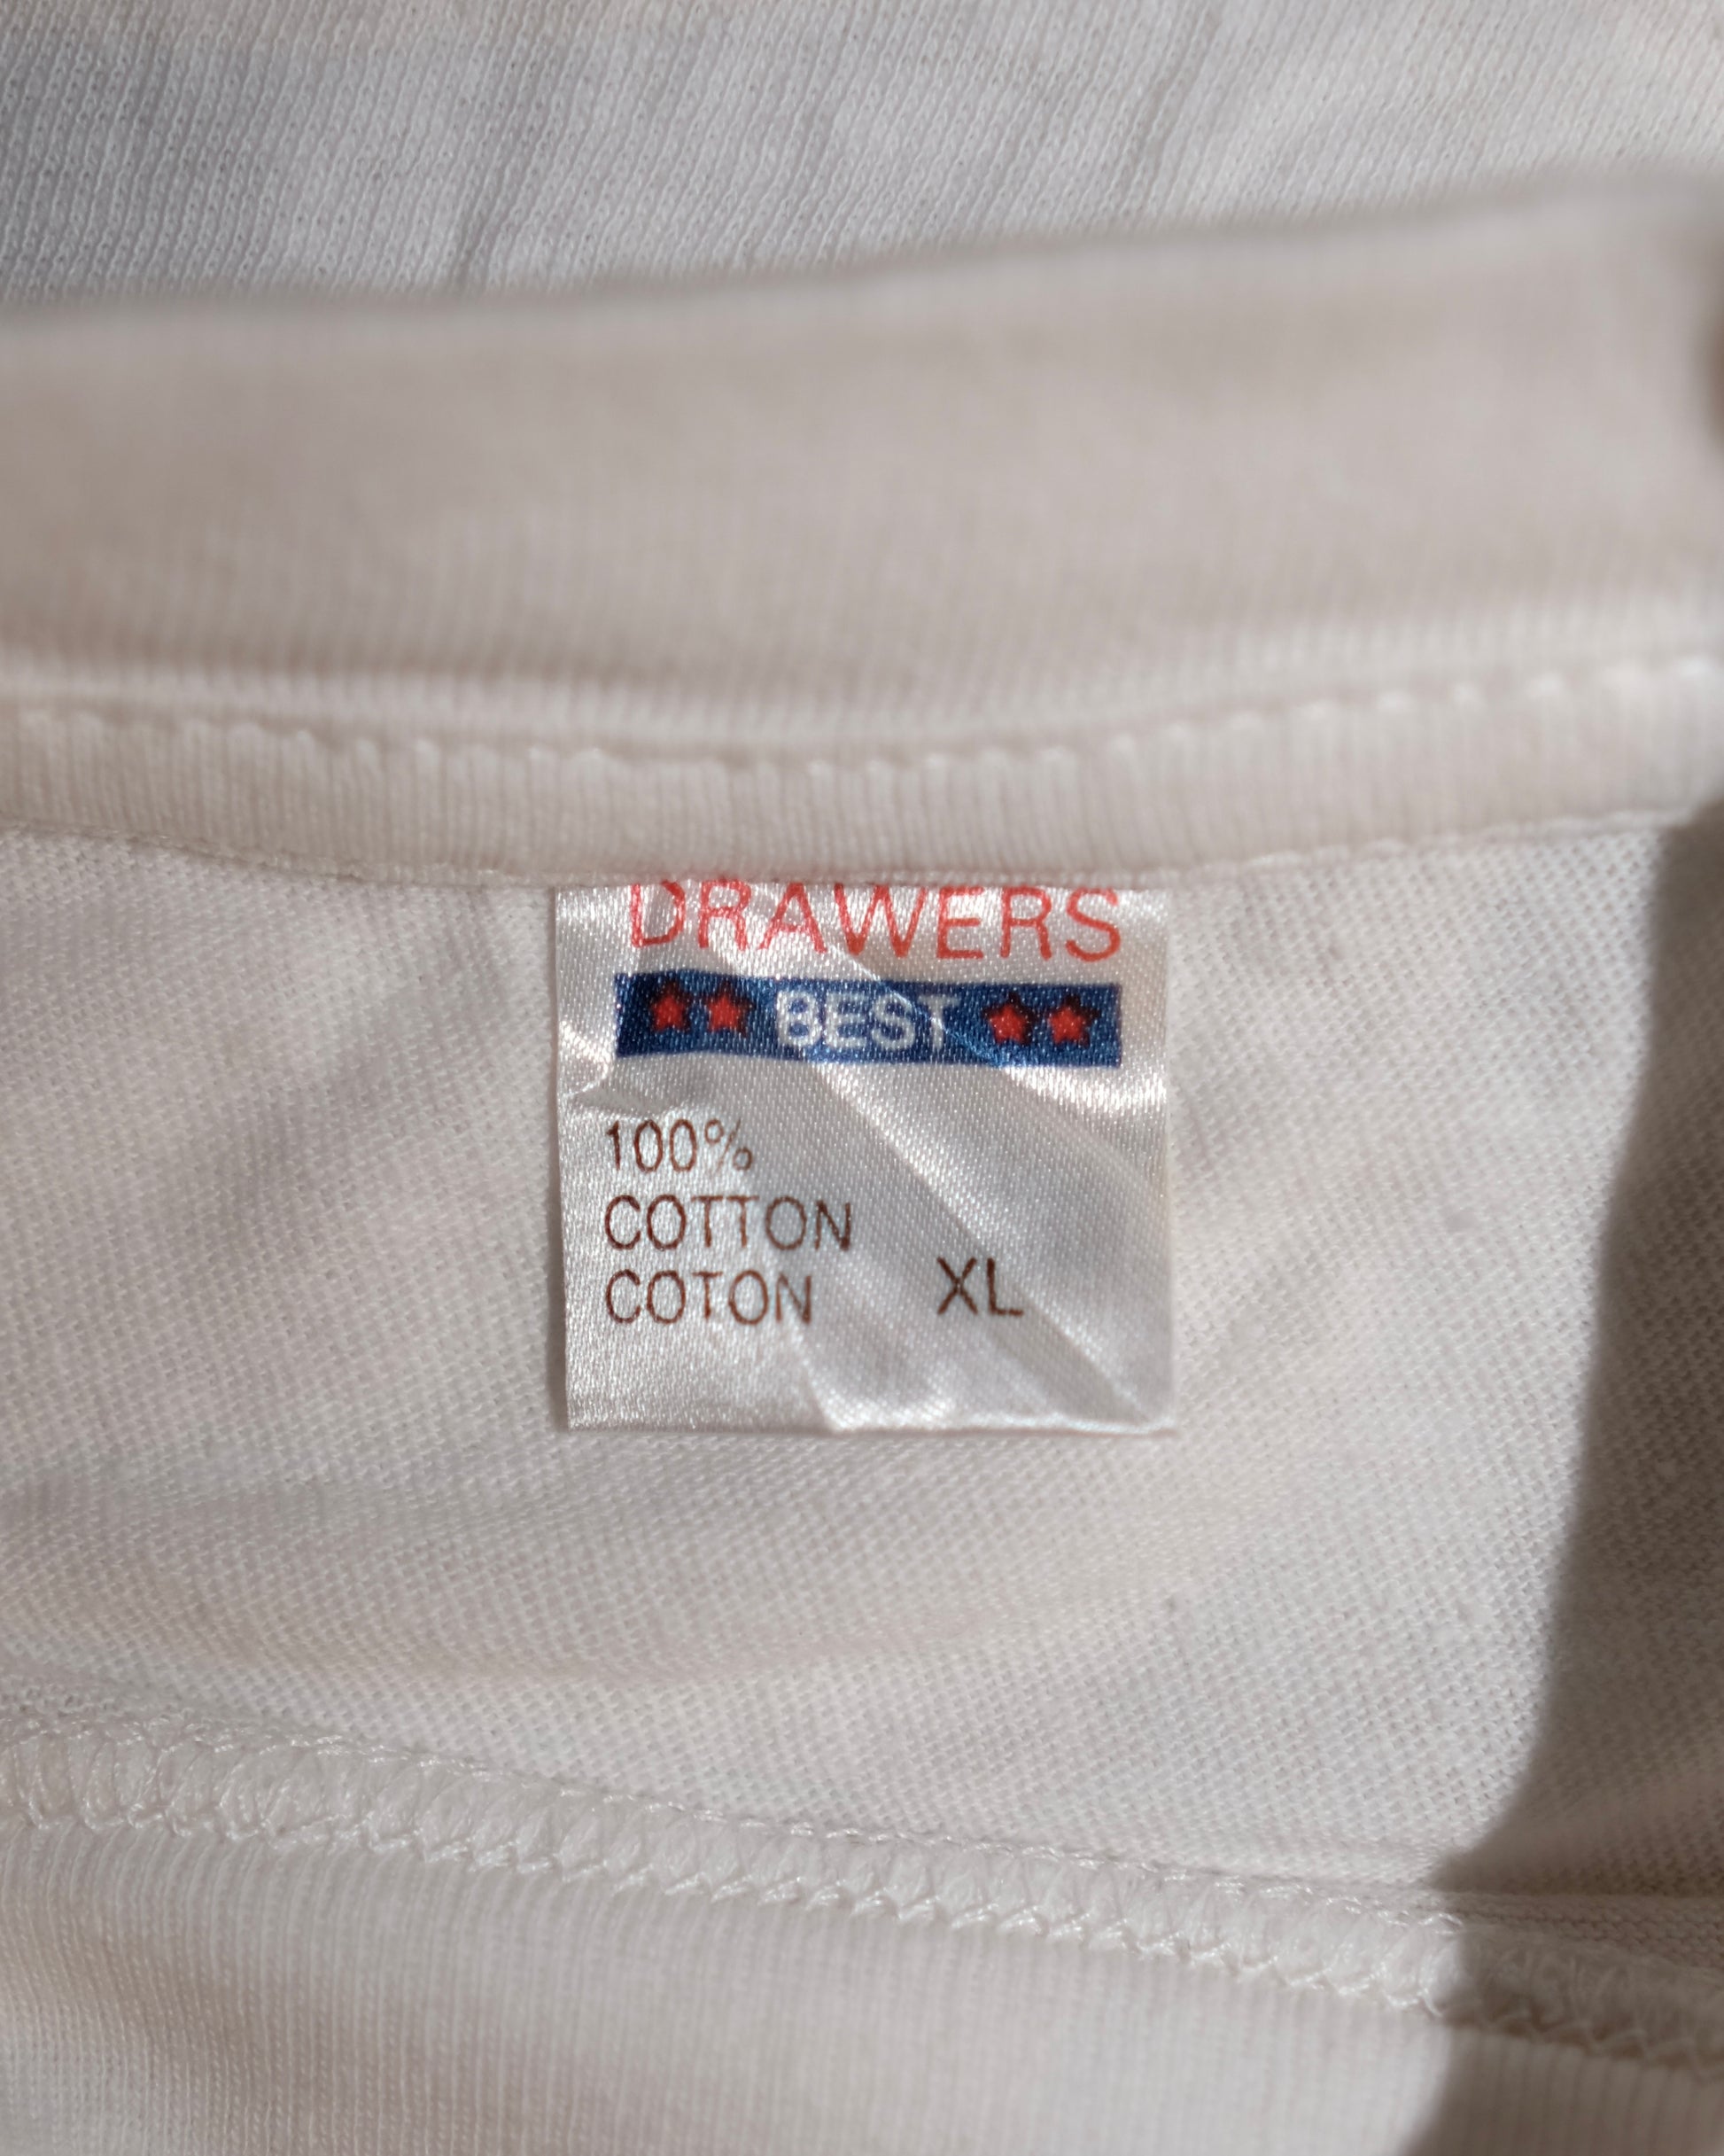 DRAWERS
BEST
100%
COTTON
COTON XL